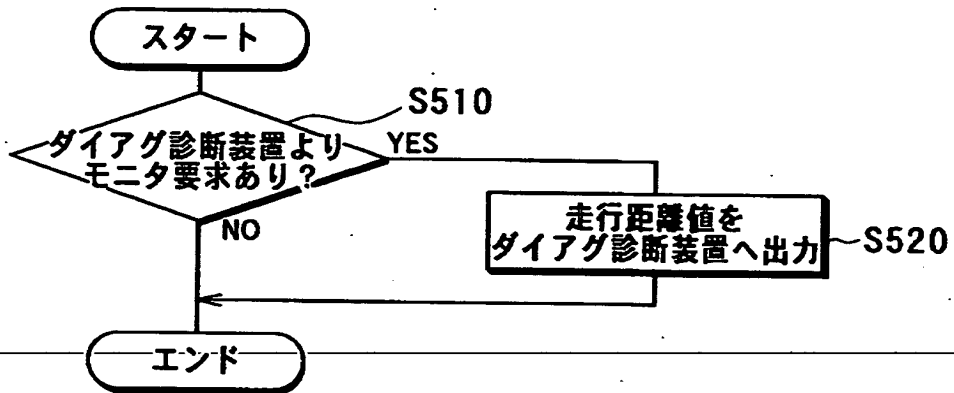 スタート
S510
ダイアグ診断装置より
モニタ要求あり?
YES
NO
走行距離値を
ダイアグ診断装置へ出力
S520
エンド